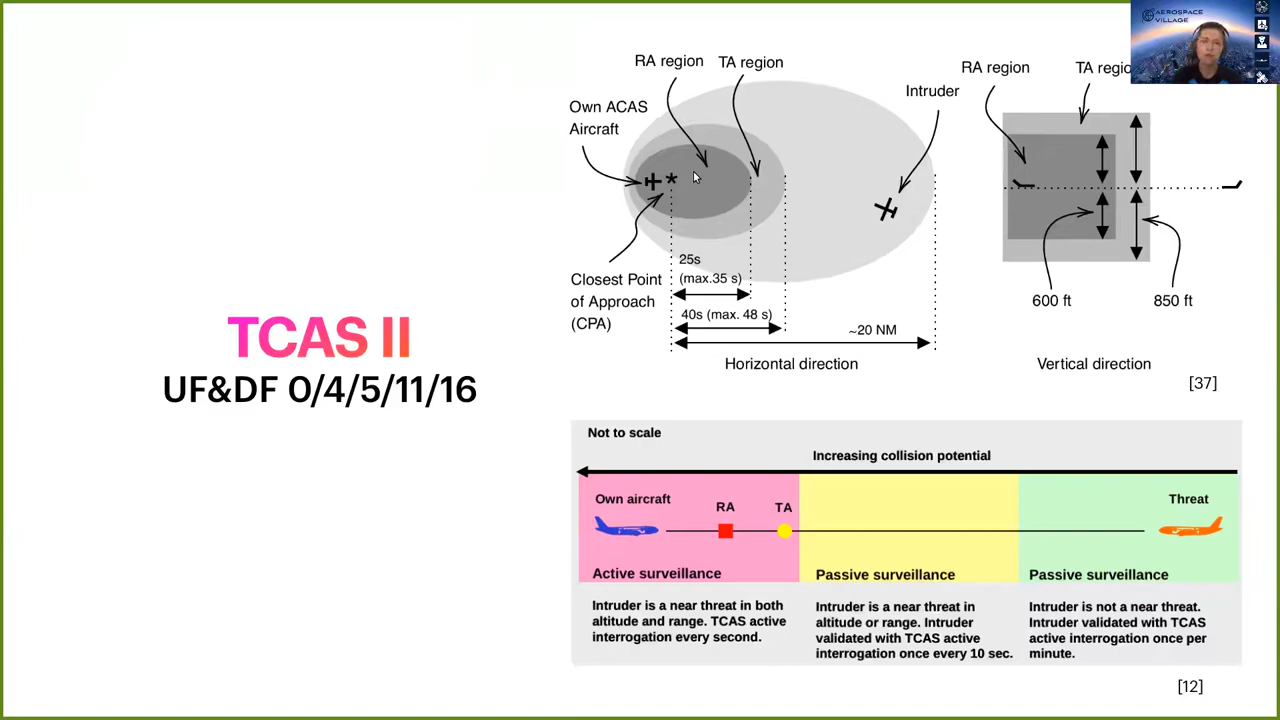 AEROSPACE
VILLAGE
TCAS II
UF&DF 0/4/5/11/16
RA region
TA region
Own ACAS
Aircraft
Intruder
Closest Point
of Approach
(CPA)
25s
(max.35 s)
40s (max. 48 s)
~20 NM
Horizontal direction
RA region
TA regio
600 ft
850 ft
Vertical direction
[37]
Not to scale
Increasing collision potential
Own aircraft
RA
TA
Threat
Active surveillance
Intruder is a near threat in both
altitude and range. TCAS active
interrogation every second.
Passive surveillance
Intruder is a near threat in
altitude or range. Intruder
validated with TCAS active
interrogation once every 10 sec.
Passive surveillance
Intruder is not a near threat.
Intruder validated with TCAS
active interrogation once per
minute.
[12]